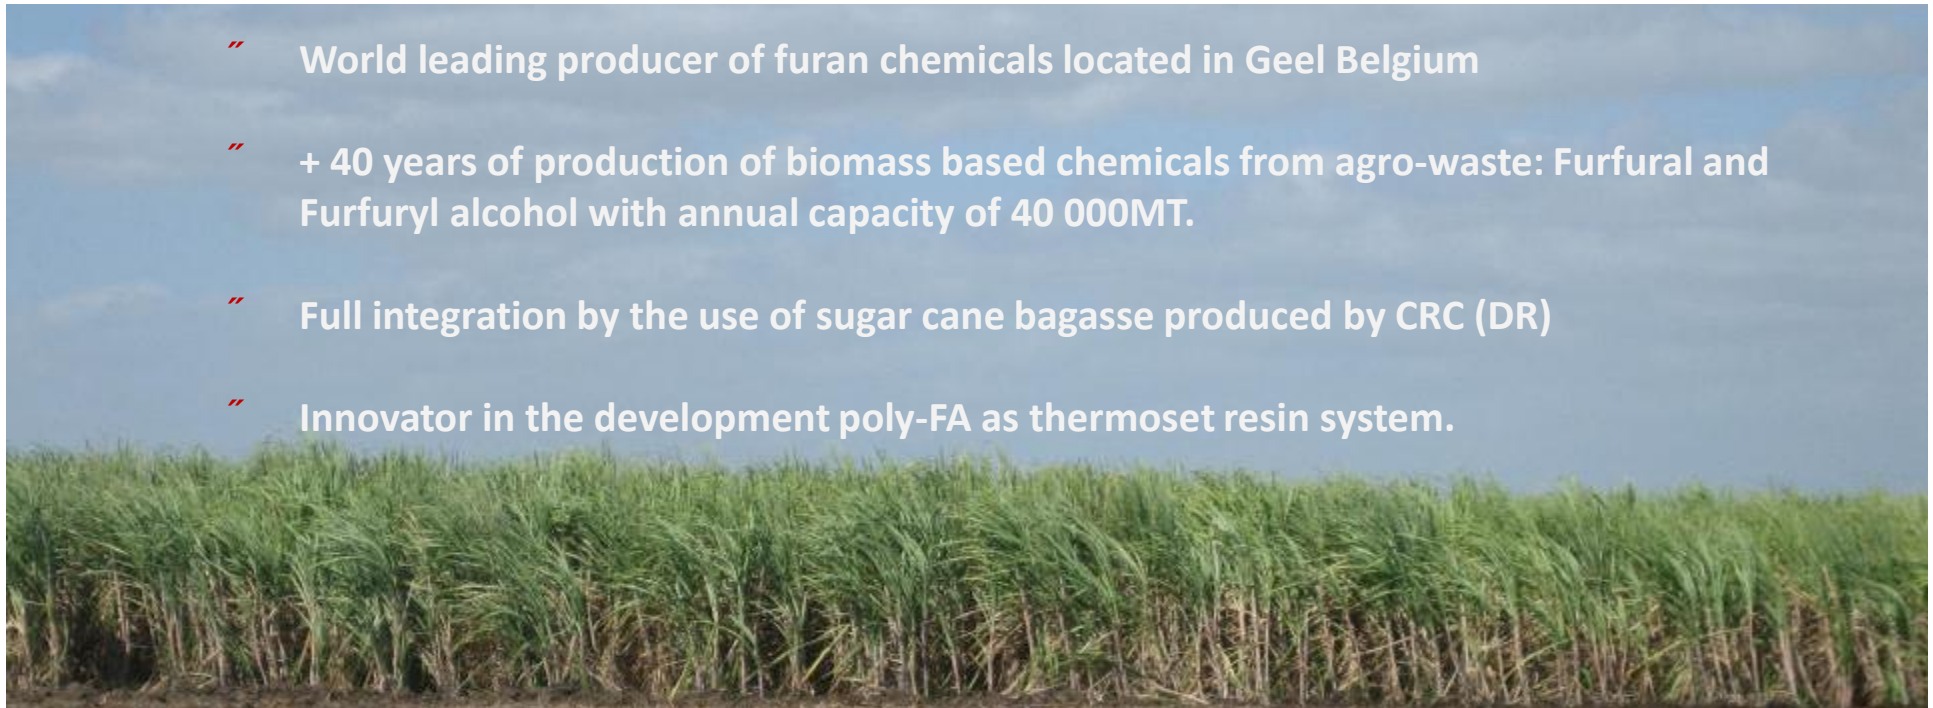 ˝ World leading producer of furan chemicals located in Geel Belgium
˝ + 40 years of production of biomass based chemicals from agro-waste: Furfural and
Furfuryl alcohol with annual capacity of 40 000MT.
˝ Full integration by the use of sugar cane bagasse produced by CRC (DR)
˝ Innovator in the development poly-FA as thermoset resin system.